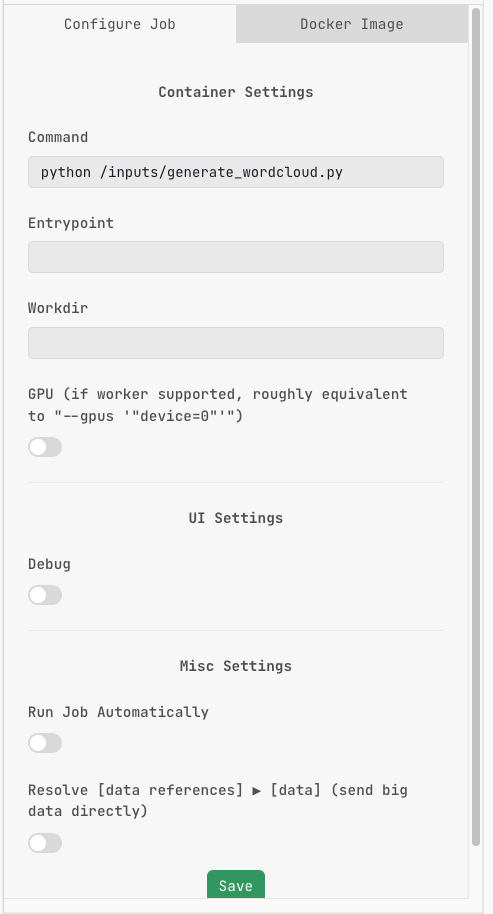 Configure Job
Docker Image
Container Settings
Command
python /inputs/generate_wordcloud.py
Entrypoint
Workdir
GPU (if worker supported, roughly equivalent
to "--gpus '"device=0"'")
UI Settings
Debug
Misc Settings
Run Job Automatically
Resolve [data references] ▶ [data] (send big
data directly)
Save